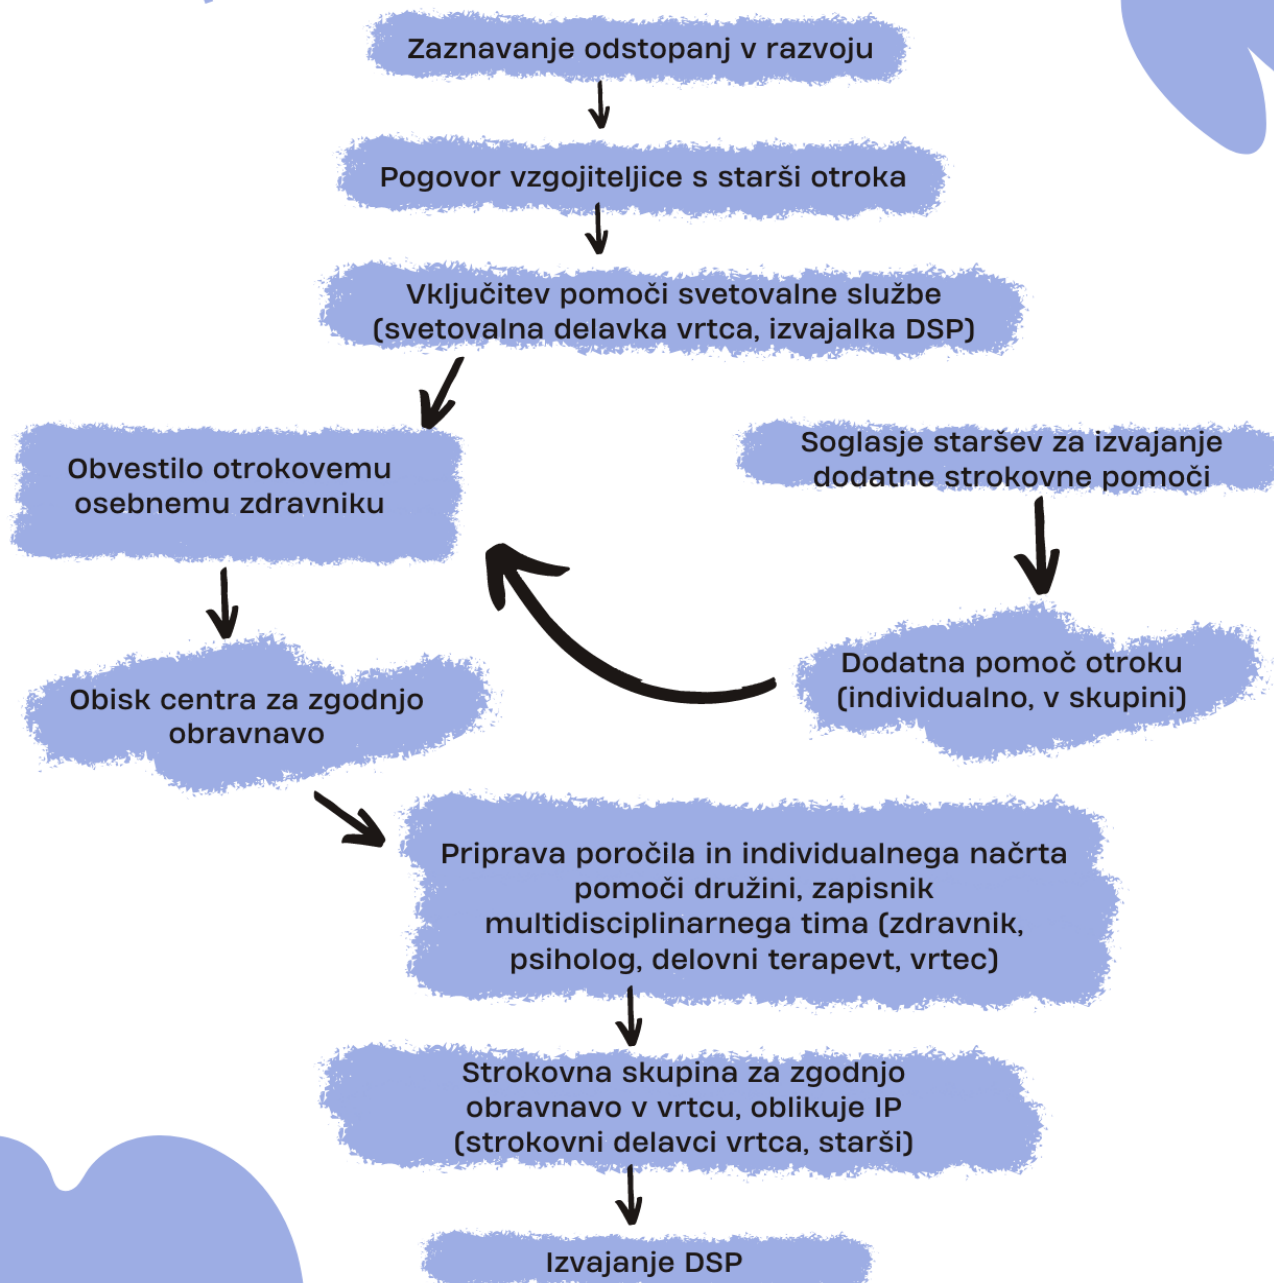 Zaznavanje odstopanj v razvoju
Pogovor vzgojiteljice s starši otroka
Vključitev pomoči svetovalne službe
(svetovalna delavka vrtca, izvajalka DSP)
Obvestilo otrokovemu
osebnemu zdravniku
Soglasje staršev za izvajanje
dodatne strokovne pomoči
Obisk centra za zgodnjo
obravnavo
Dodatna pomoč otroku
(individualno, v skupini)
Priprava poročila in individualnega načrta
pomoči družini, zapisnik
multidisciplinarnega tima (zdravnik,
psiholog, delovni terapevt, vrtec)
Strokovna skupina za zgodnjo
obravnavo v vrtcu, oblikuje IP
(strokovni delavci vrtca, starši)
Izvajanje DSP